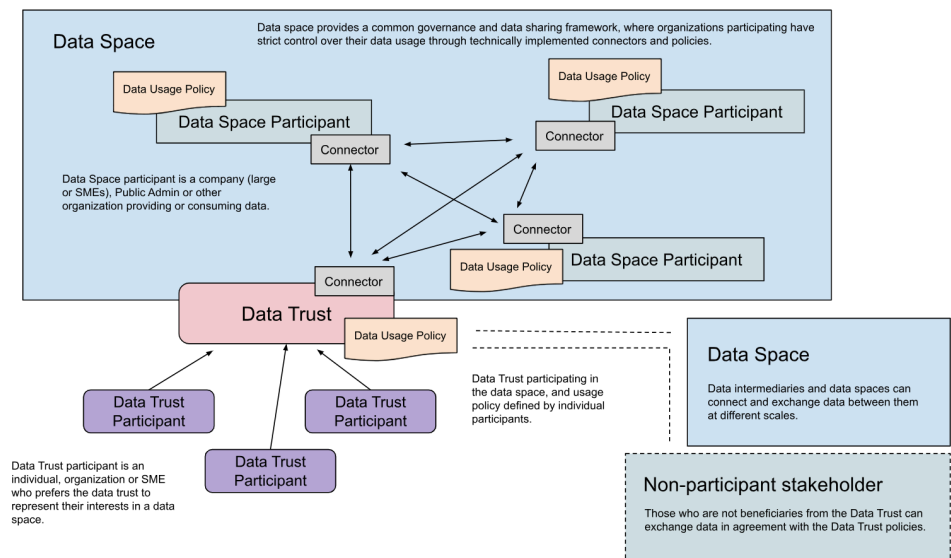 Data Space
Data space provides a common governance and data sharing framework, where organizations participating have
strict control over their data usage through technically implemented connectors and policies.
Data Usage Policy
Data Space Participant
Connector
Data Usage Policy
Data Space Participant
Connector
Data Space participant is a company (large
or SMEs), Public Admin or other
organization providing or consuming data.
Connector
Data Space Participant
Data Usage Policy
Connector
Data Trust
Data Usage Policy
Data Trust
Participant
Data Trust
Participant
Data Trust
Participant
Data Trust participant is an
individual, organization or SME
who prefers the data trust to
represent their interests in a data
space.
Data Trust participating in
the data space, and usage
policy defined by individual
participants.
Data Space
Data intermediaries and data spaces can
connect and exchange data between them
at different scales.
Non-participant stakeholder
Those who are not beneficiaries from the Data Trust can
exchange data in agreement with the Data Trust policies.